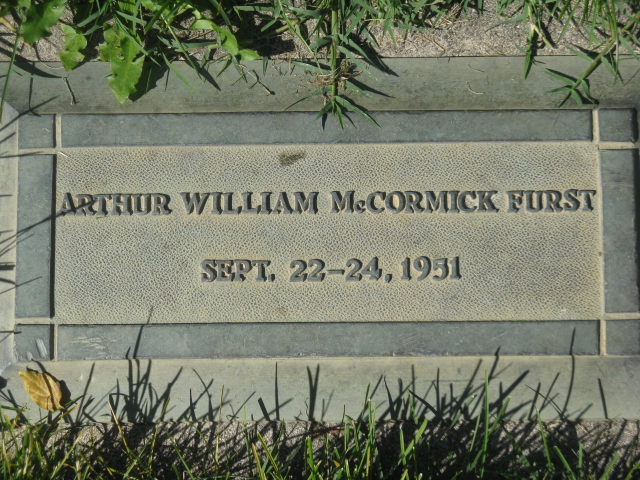 ARTHUR WILLIAM McCORMICK FURST
SEPT. 22–24, 1951